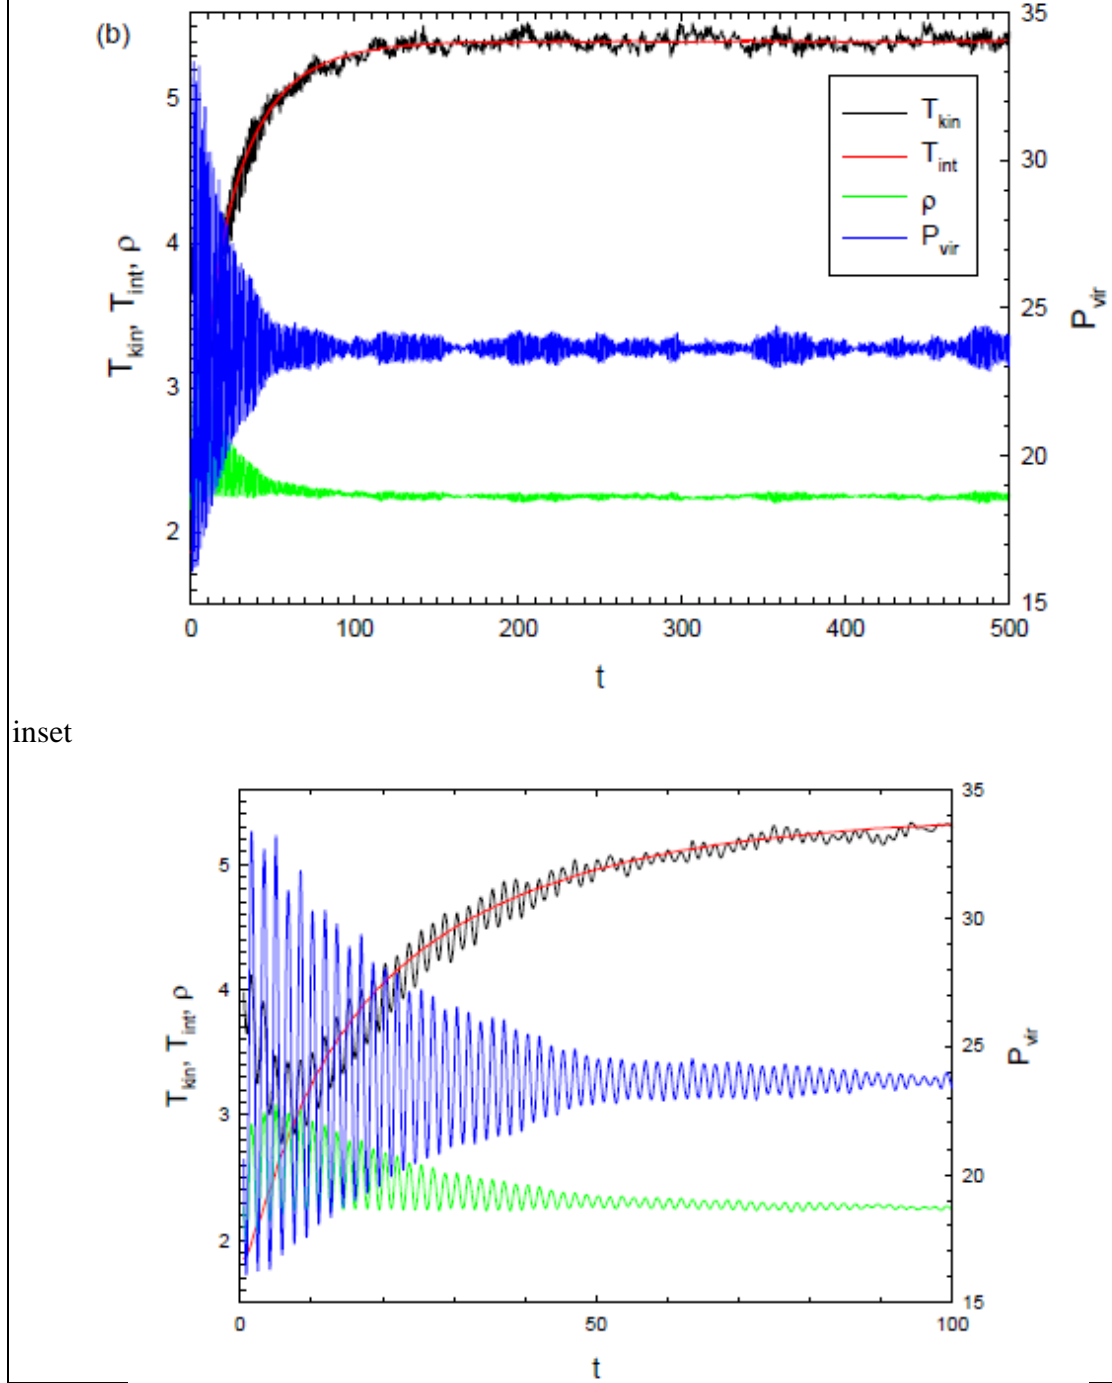 (b)
35
30
25
20
15
5
4
3
2
T_kin, T_int, ρ
P_vir
T_kin
T_int
ρ
P_vir
0 100 200 300 400 500
t
inset
35
30
25
20
15
5
4
3
2
T_kin, T_int, ρ
P_vir
0 50 100
t